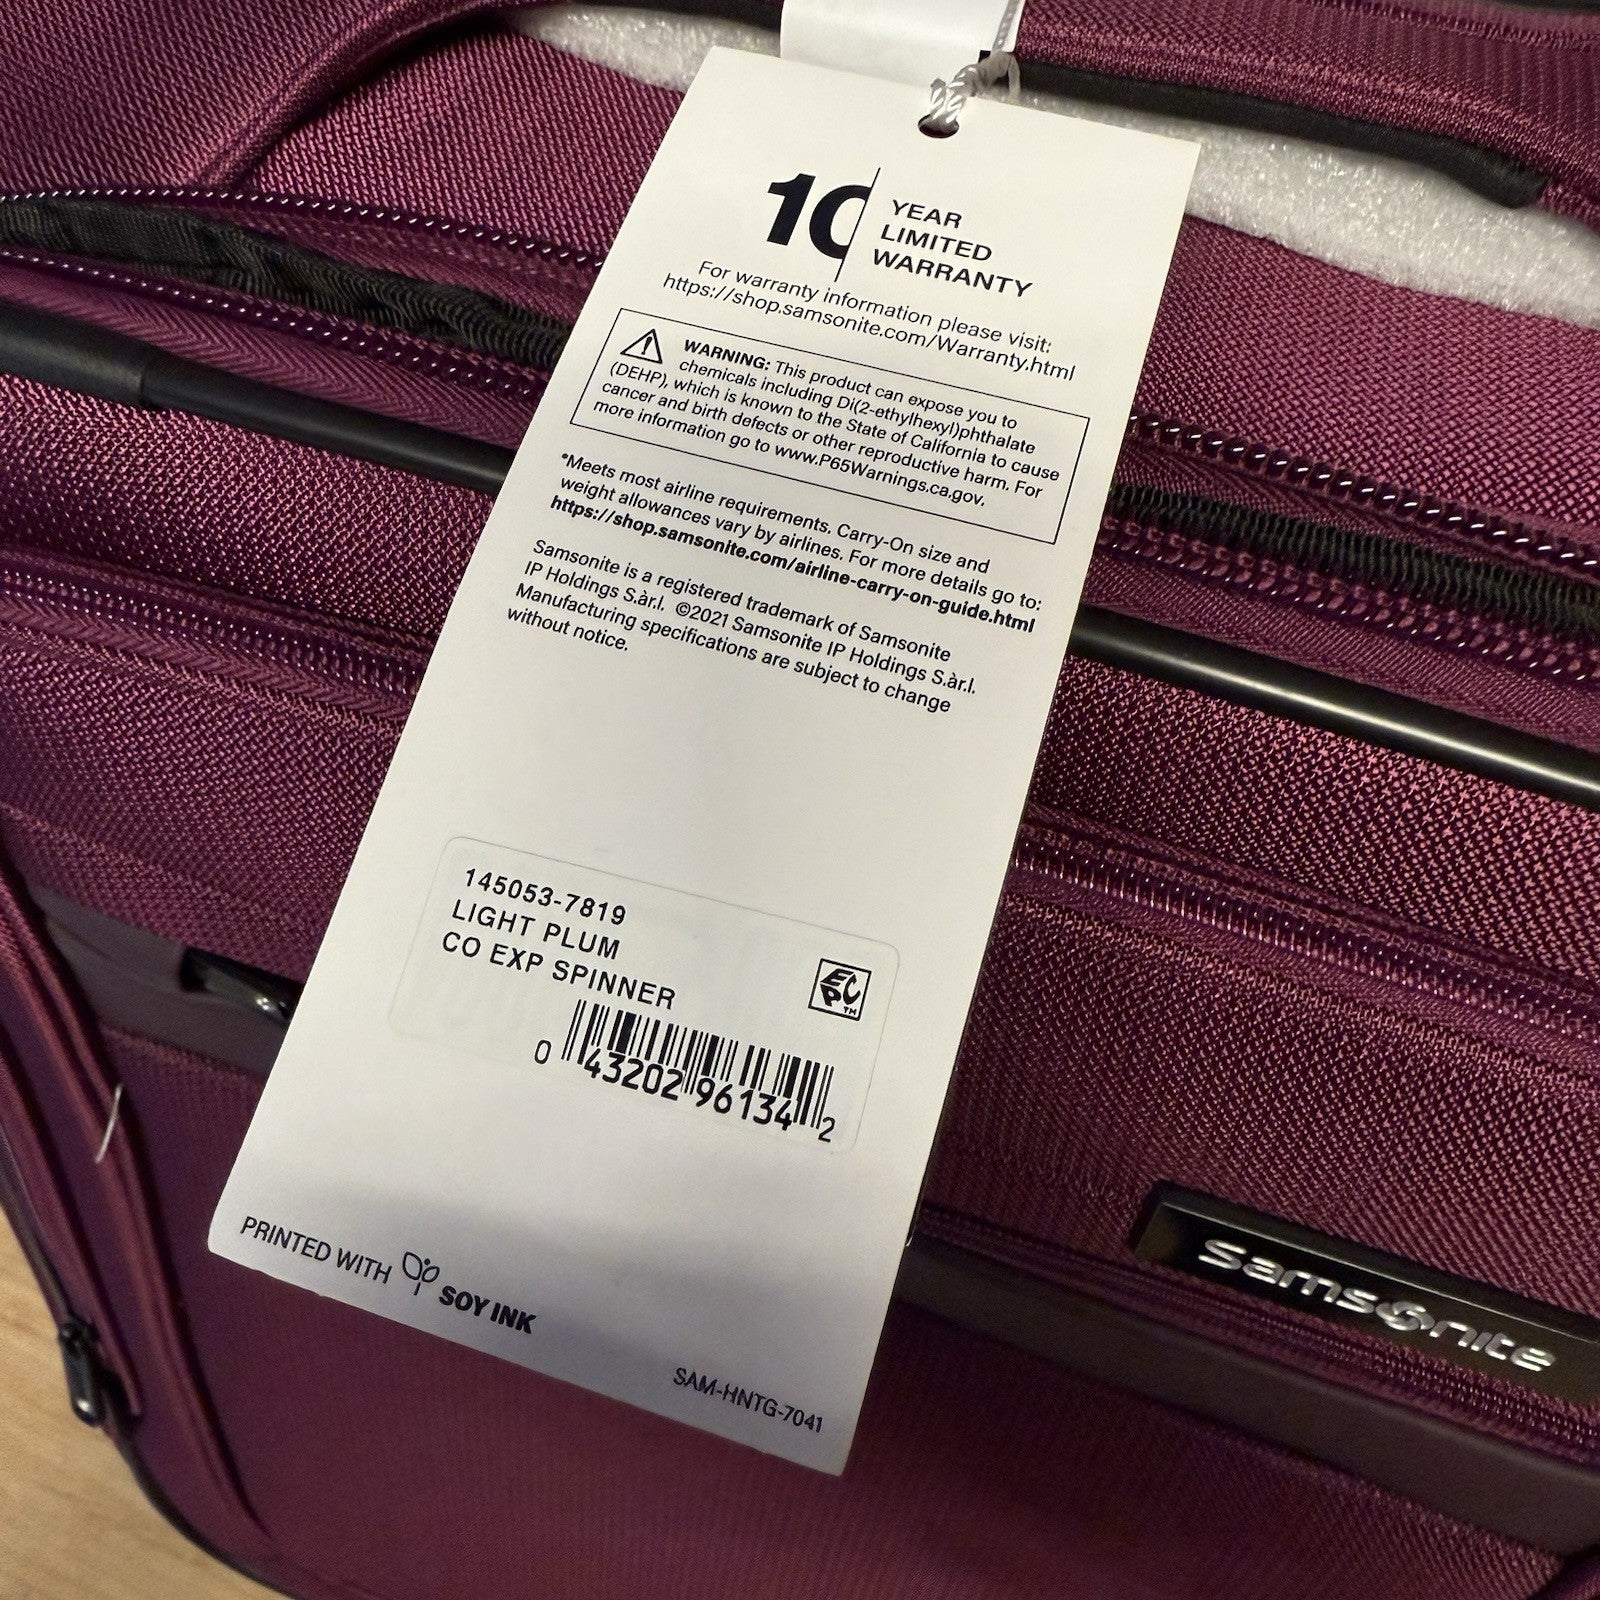 10
YEAR
LIMITED
WARRANTY
For warranty information please visit:
https://shop.samsonite.com/Warranty.html
WARNING: This product can expose you to
chemicals including Di(2-ethylhexyl)phthalate
(DEHP), which is known to the State of California to cause
cancer and birth defects or other reproductive harm. For
more information go to www.P65Warnings.ca.gov.
*Meets most airline requirements. Carry-On size and
weight allowances vary by airlines. For more details go to:
https://shop.samsonite.com/airline-carry-on-guide.html
Samsonite is a registered trademark of Samsonite
IP Holdings S.àr.l. ©2021 Samsonite IP Holdings S.àr.l.
Manufacturing specifications are subject to change
without notice.
145053-7819
LIGHT PLUM
CO EXP SPINNER
EPC™
0 43202 96134 2
PRINTED WITH SOY INK
SAM-HNTG-7041
Samsonite